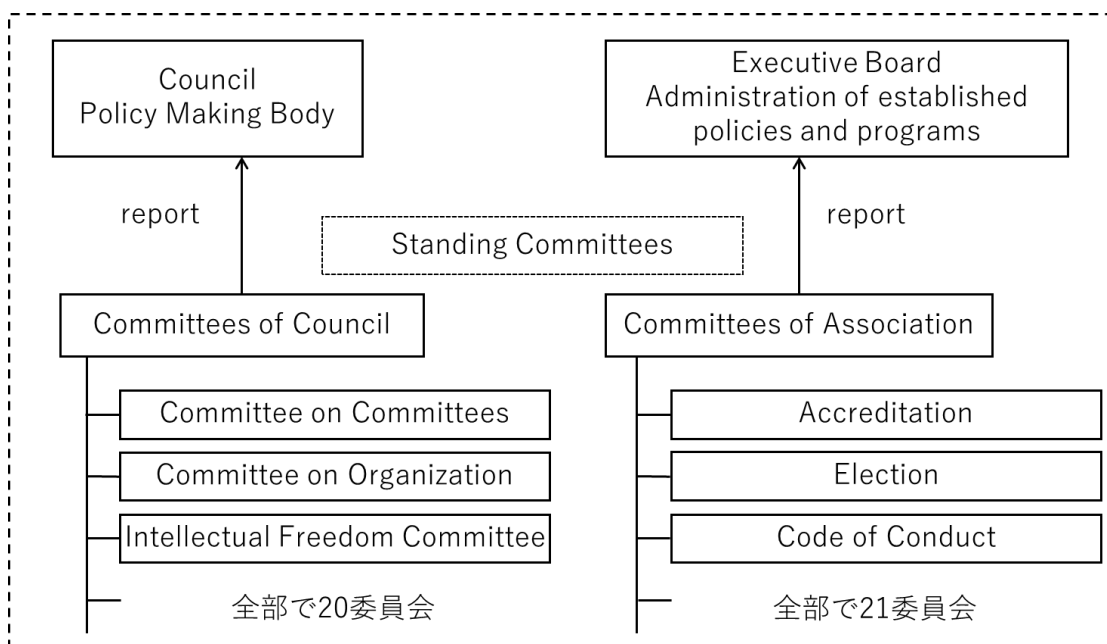 Council
Policy Making Body
Executive Board
Administration of established
policies and programs
report
report
Standing Committees
Committees of Council
Committees of Association
Committee on Committees
Accreditation
Committee on Organization
Election
Intellectual Freedom Committee
Code of Conduct
全部で20委員会
全部で21委員会